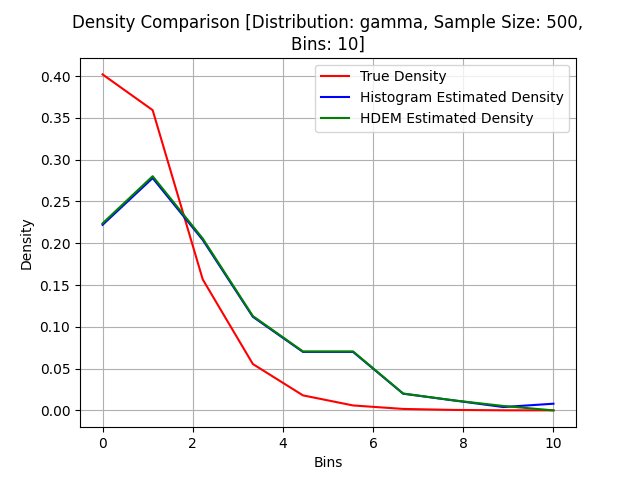 Density Comparison [Distribution: gamma, Sample Size: 500,
Bins: 10]
True Density
Histogram Estimated Density
HDEM Estimated Density
Density
0.40
0.35
0.30
0.25
0.20
0.15
0.10
0.05
0.00
0 2 4 6 8 10
Bins